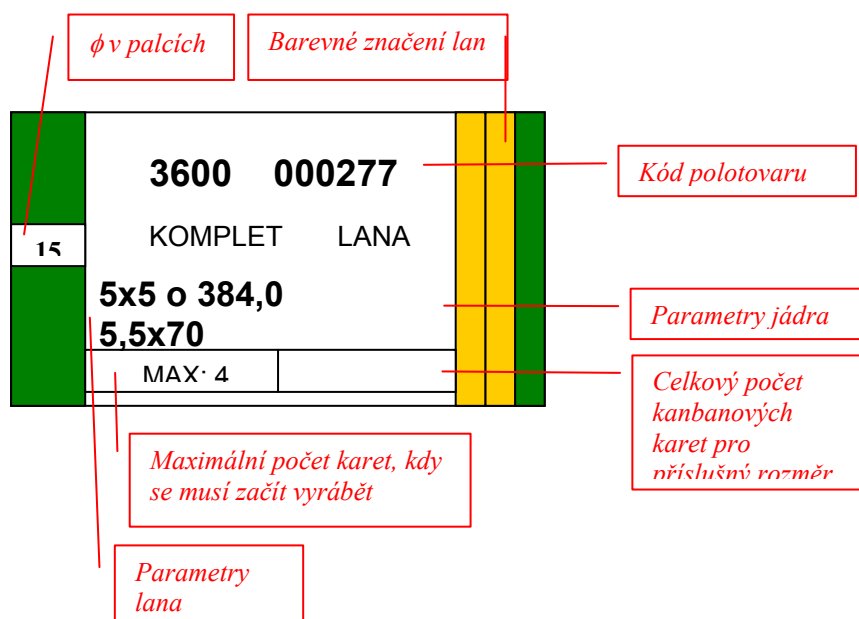 ϕ v palcích
Barevné značení lan
3600 000277
Kód polotovaru
KOMPLET LANA
15
5x5 o 384,0
5,5x70
Parametry jádra
MAX: 4
Celkový počet
kanbanových
karet pro
příslušný rozměr
Maximální počet karet, kdy
se musí začít vyrábět
Parametry
lana